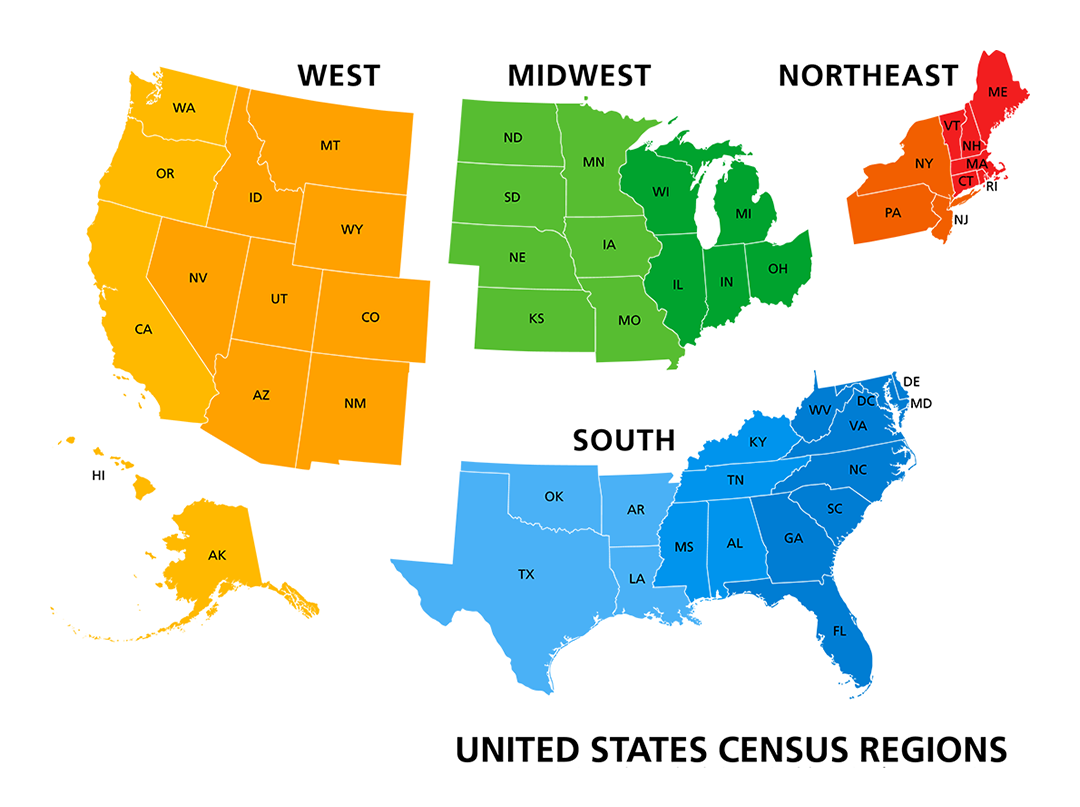 WEST
MIDWEST
NORTHEAST
WA
MT
OR
ID
WY
NV
UT
CO
CA
AZ
NM
HI
AK
ND
MN
SD
WI
MI
NE
IA
IL
IN
OH
KS
MO
ME
VT
NH
NY
MA
CT
RI
PA
NJ
SOUTH
DE
MD
DC
WV
VA
KY
NC
TN
OK
AR
SC
MS
AL
GA
TX
LA
FL
UNITED STATES CENSUS REGIONS